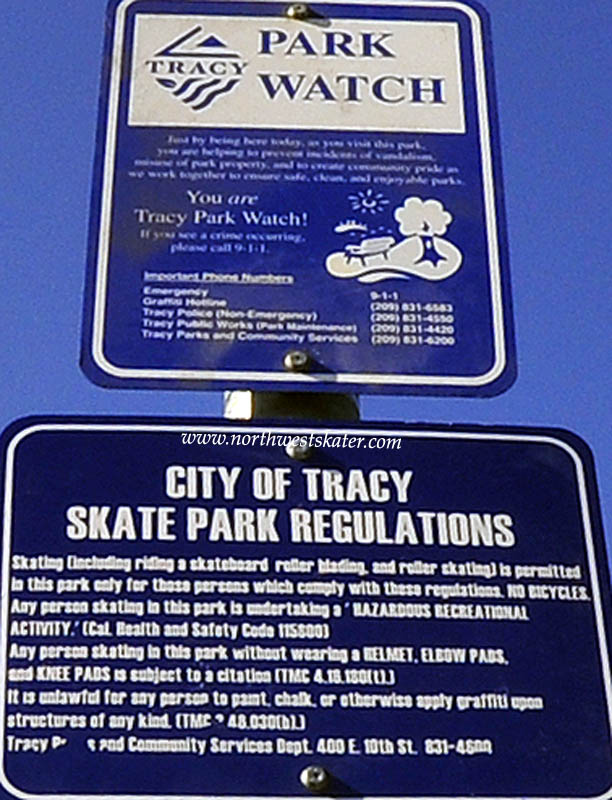 TRACY
PARK
WATCH
Just by being here today, as you visit this park,
you are helping to prevent incidents of vandalism,
misuse of park property, and to create community pride as
we work together to ensure safe, clean, and enjoyable parks.
You are
Tracy Park Watch!
If you see a crime occurring,
please call 9-1-1.
Important Phone Numbers
Emergency 9-1-1
Graffiti Hotline (209) 831-6583
Tracy Police (Non-Emergency) (209) 831-4550
Tracy Public Works (Park Maintenance) (209) 831-4420
Tracy Parks and Community Services (209) 831-6200
www.northwestskater.com
CITY OF TRACY
SKATE PARK REGULATIONS
Skating (including riding a skateboard roller blading, and roller skating) is permitted
in this park only for those persons which comply with these regulations. NO BICYCLES.
Any person skating in this park is undertaking a "HAZARDOUS RECREATIONAL
ACTIVITY." (Cal. Health and Safety Code 115800)
Any person skating in this park without wearing a HELMET, ELBOW PADS,
and KNEE PADS is subject to a citation (TMC 4.16.180(t).)
It is unlawful for any person to paint, chalk, or otherwise apply graffiti upon
structures of any kind. (TMC 48.030(b).)
Tracy and Community Services Dept. 400 E. 10th St. 831-4600